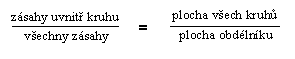 zásahy uvnitř kruhu
všechny zásahy
=
plocha všech kruhů
plocha obdélníku